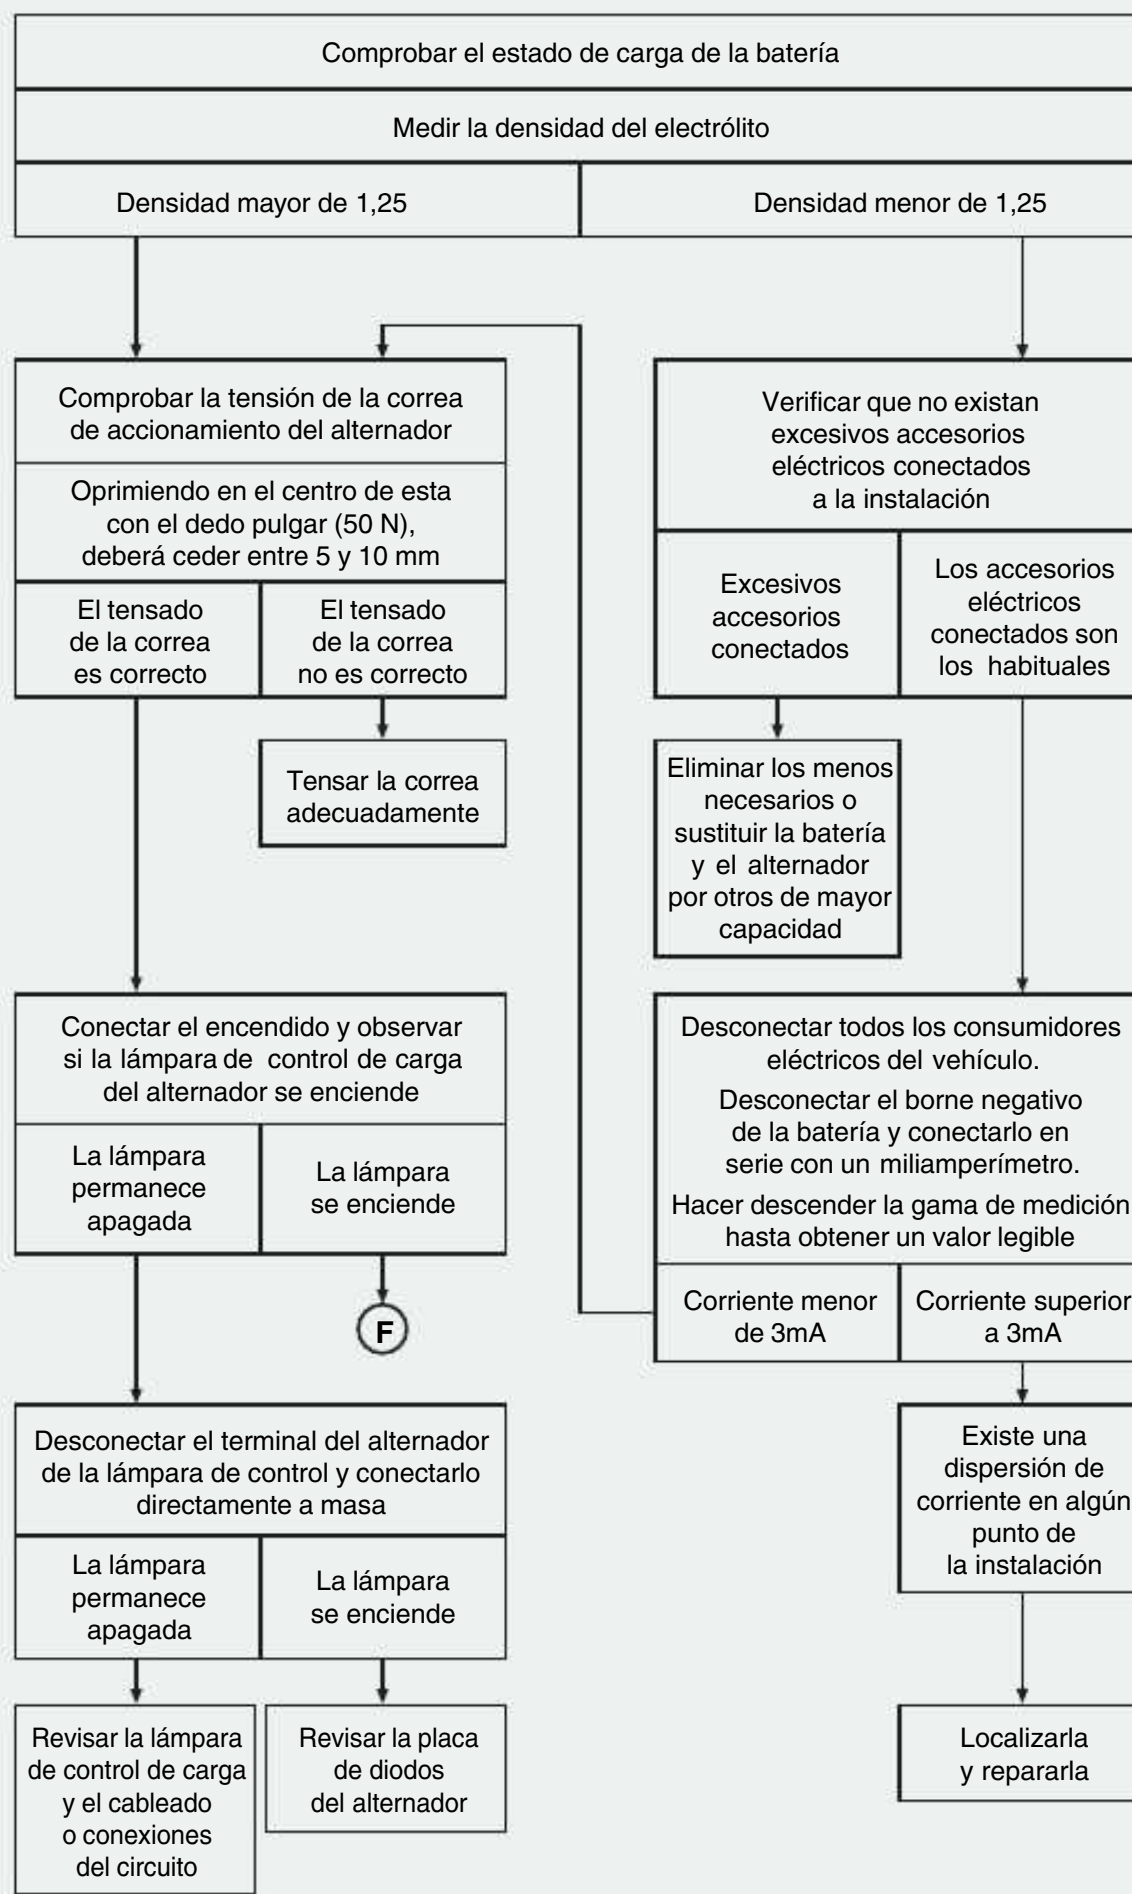 Comprobar el estado de carga de la batería
Medir la densidad del electrólito
Densidad mayor de 1,25
Densidad menor de 1,25
Comprobar la tensión de la correa
de accionamiento del alternador
Oprimiendo en el centro de esta
con el dedo pulgar (50 N),
deberá ceder entre 5 y 10 mm
El tensado
de la correa
es correcto
El tensado
de la correa
no es correcto
Tensar la correa
adecuadamente
Verificar que no existan
excesivos accesorios
eléctricos conectados
a la instalación
Excesivos
accesorios
conectados
Los accesorios
eléctricos
conectados son
los habituales
Eliminar los menos
necesarios o
sustituir la batería
y el alternador
por otros de mayor
capacidad
Conectar el encendido y observar
si la lámpara de control de carga
del alternador se enciende
La lámpara
permanece
apagada
La lámpara
se enciende
F
Desconectar todos los consumidores
eléctricos del vehículo.
Desconectar el borne negativo
de la batería y conectarlo en
serie con un miliamperímetro.
Hacer descender la gama de medición
hasta obtener un valor legible
Corriente menor
de 3mA
Corriente superior
a 3mA
Desconectar el terminal del alternador
de la lámpara de control y conectarlo
directamente a masa
La lámpara
permanece
apagada
La lámpara
se enciende
Existe una
dispersión de
corriente en algún
punto de
la instalación
Revisar la lámpara
de control de carga
y el cableado
o conexiones
del circuito
Revisar la placa
de diodos
del alternador
Localizarla
y repararla